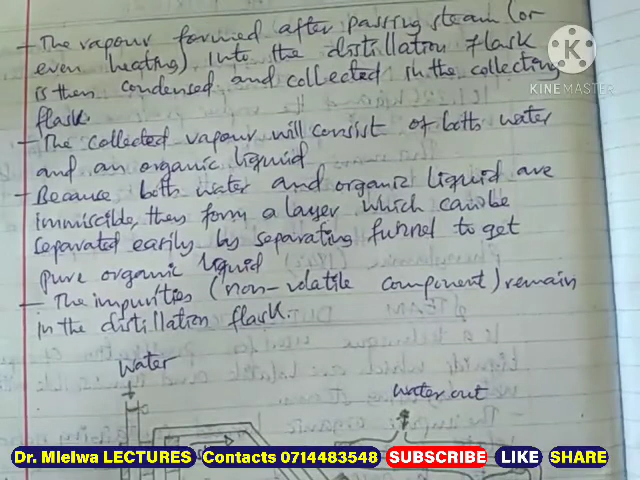 - The vapour formed after passing steam (or
even heating) into the distillation flask
is then condensed and collected in the collecting
flask.
- The collected vapour will consist of both water
and an organic liquid
- Because both water and organic liquid are
immiscible, they form a layer which can be
separated easily by separating funnel to get
pure organic liquid
- The impurities (non-volatile component) remain
in the distillation flask.
water
water out
KINEMASTER
Dr. Mlelwa LECTURES Contacts 0714483548 SUBSCRIBE LIKE SHARE